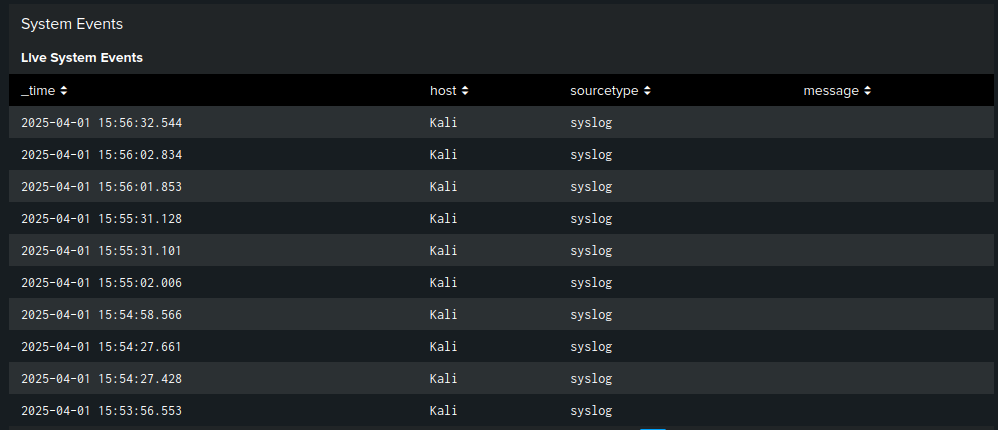 System Events
Live System Events
_time host sourcetype message
2025-04-01 15:56:32.544 Kali syslog
2025-04-01 15:56:02.834 Kali syslog
2025-04-01 15:56:01.853 Kali syslog
2025-04-01 15:55:31.128 Kali syslog
2025-04-01 15:55:31.101 Kali syslog
2025-04-01 15:55:02.006 Kali syslog
2025-04-01 15:54:58.566 Kali syslog
2025-04-01 15:54:27.661 Kali syslog
2025-04-01 15:54:27.428 Kali syslog
2025-04-01 15:53:56.553 Kali syslog